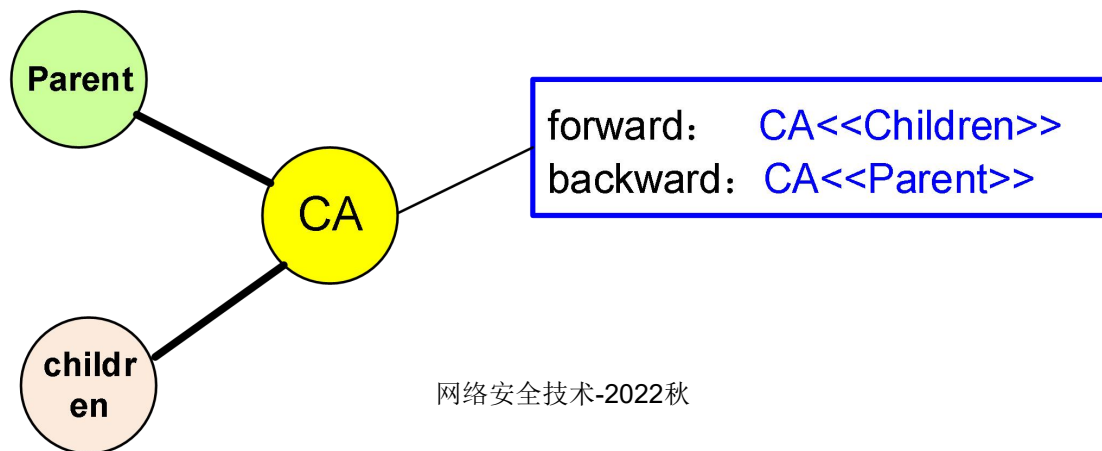 Parent
forward： CA<<Children>>
backward：CA<<Parent>>
CA
childr
en
网络安全技术-2022秋